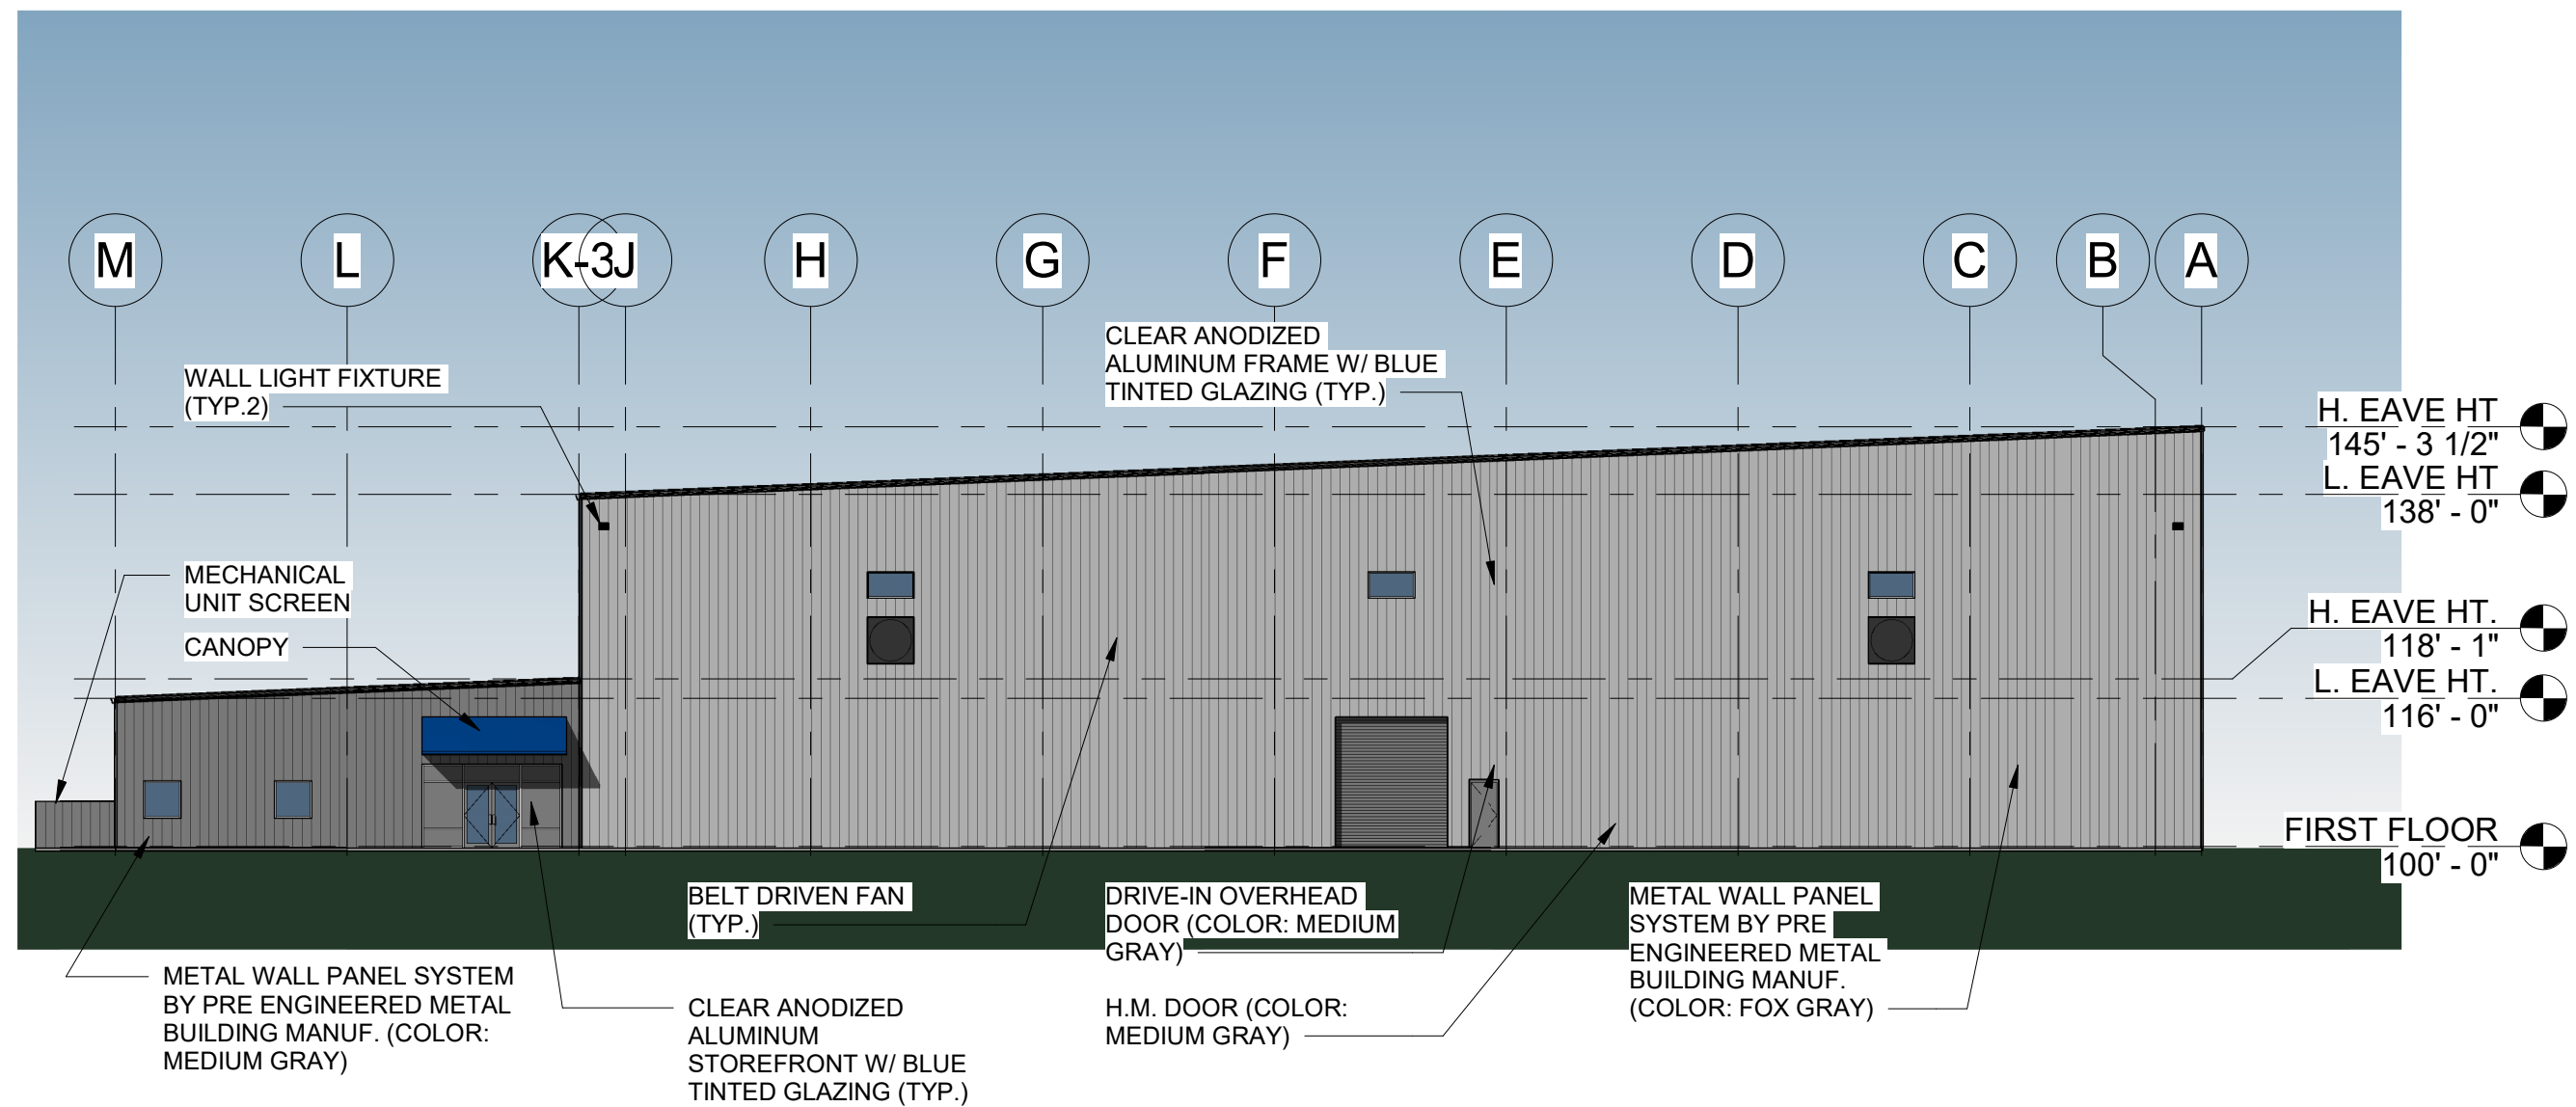 M
L
K-3
J
H
G
F
E
D
C
B
A
CLEAR ANODIZED
ALUMINUM FRAME W/ BLUE
TINTED GLAZING (TYP.)
WALL LIGHT FIXTURE
(TYP.2)
H. EAVE HT
145' - 3 1/2"
L. EAVE HT
138' - 0"
MECHANICAL
UNIT SCREEN
CANOPY
H. EAVE HT.
118' - 1"
L. EAVE HT.
116' - 0"
FIRST FLOOR
100' - 0"
BELT DRIVEN FAN
(TYP.)
DRIVE-IN OVERHEAD
DOOR (COLOR: MEDIUM
GRAY)
METAL WALL PANEL
SYSTEM BY PRE
ENGINEERED METAL
BUILDING MANUF.
(COLOR: FOX GRAY)
METAL WALL PANEL SYSTEM
BY PRE ENGINEERED METAL
BUILDING MANUF. (COLOR:
MEDIUM GRAY)
CLEAR ANODIZED
ALUMINUM
STOREFRONT W/ BLUE
TINTED GLAZING (TYP.)
H.M. DOOR (COLOR:
MEDIUM GRAY)